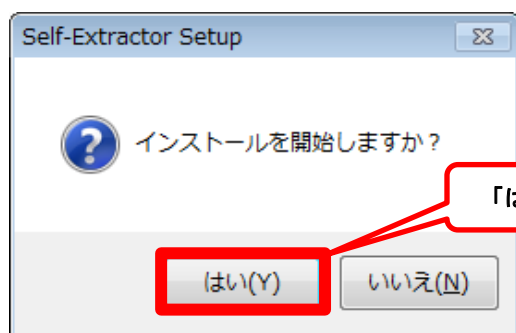 Self-Extractor Setup
インストールを開始しますか？
「は
はい(Y)
いいえ(N)